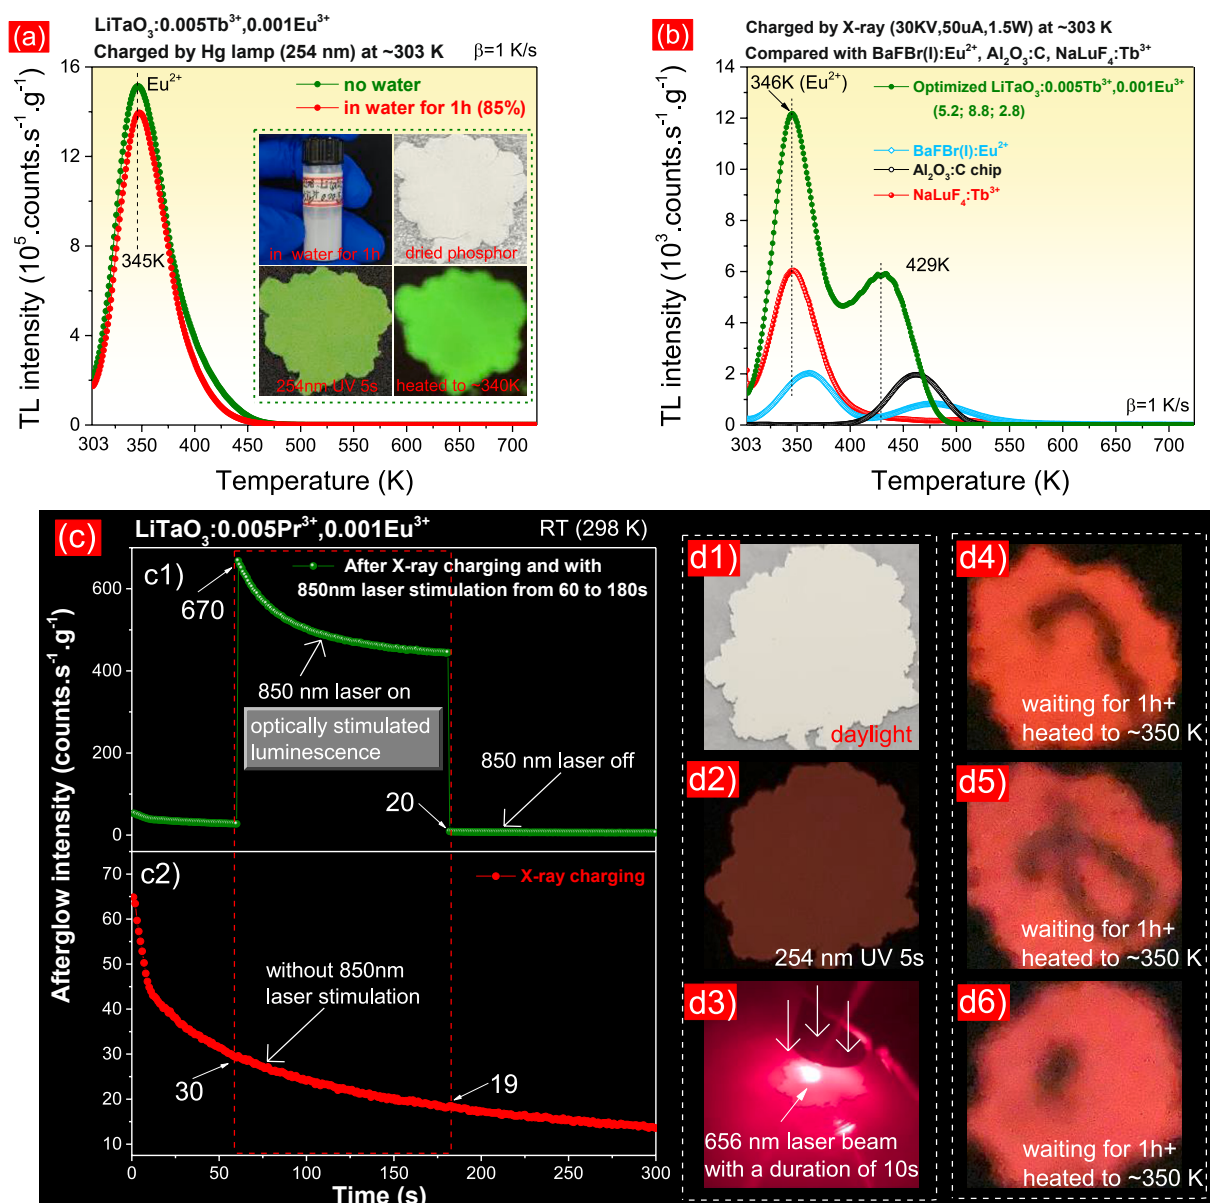 (a)
LiTaO₃:0.005Tb³⁺,0.001Eu³⁺
Charged by Hg lamp (254 nm) at ~303 K
β=1 K/s
TL intensity (10⁵.counts.s⁻¹.g⁻¹)
16
12
8
4
0
Eu²⁺
345K
no water
in water for 1h (85%)
in water for 1h
dried phosphor
254nm UV 5s
heated to ~340K
303 350 400 450 500 550 600 650 700
Temperature (K)
(b)
Charged by X-ray (30KV,50uA,1.5W) at ~303 K
Compared with BaFBr(I):Eu²⁺, Al₂O₃:C, NaLuF₄:Tb³⁺
TL intensity (10³.counts.s⁻¹.g⁻¹)
14
12
10
8
6
4
2
0
346K (Eu²⁺)
Optimized LiTaO₃:0.005Tb³⁺,0.001Eu³⁺
(5.2; 8.8; 2.8)
BaFBr(I):Eu²⁺
Al₂O₃:C chip
NaLuF₄:Tb³⁺
429K
β=1 K/s
303 350 400 450 500 550 600 650 700
Temperature (K)
(c)
LiTaO₃:0.005Pr³⁺,0.001Eu³⁺
RT (298 K)
Afterglow intensity (counts.s⁻¹.g⁻¹)
600
400
200
0
c1)
670
After X-ray charging and with
850nm laser stimulation from 60 to 180s
850 nm laser on
optically stimulated
luminescence
850 nm laser off
20
70
60
50
40
30
20
10
c2)
X-ray charging
without 850nm
laser stimulation
30
19
0 50 100 150 200 250 300
Time (s)
d1)
daylight
d2)
254 nm UV 5s
d3)
656 nm laser beam
with a duration of 10s
d4)
waiting for 1h+
heated to ~350 K
d5)
waiting for 1h+
heated to ~350 K
d6)
waiting for 1h+
heated to ~350 K